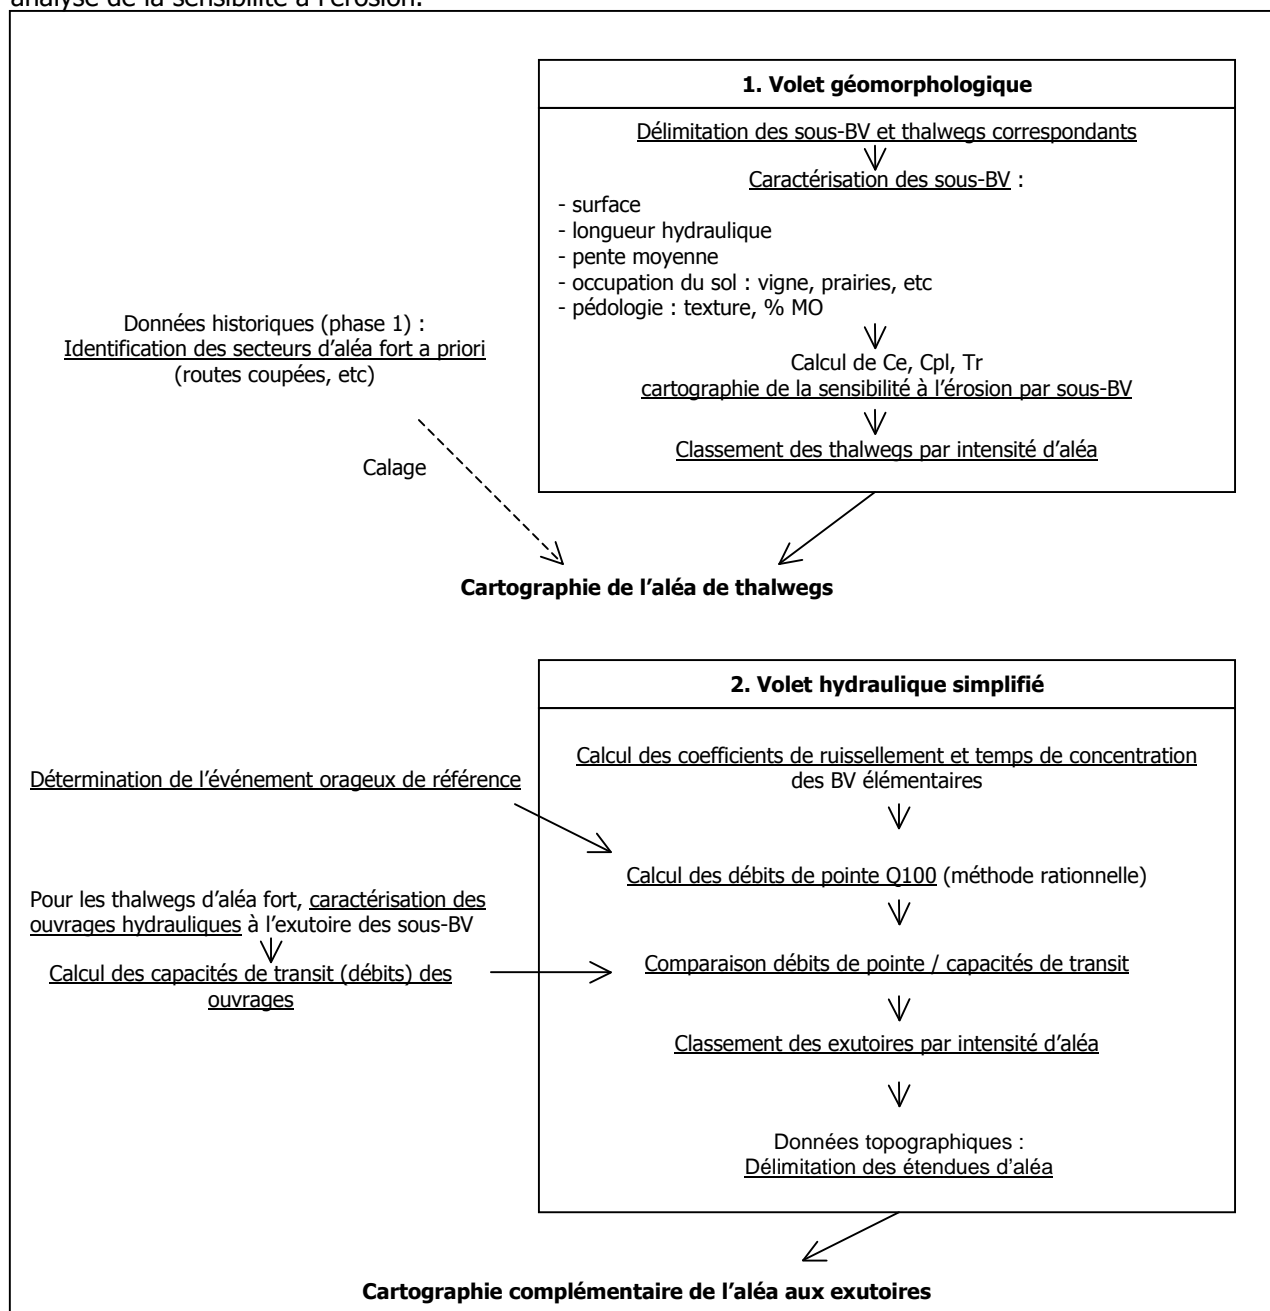 analyse de la sensibilité à l'érosion.
1. Volet géomorphologique
Délimitation des sous-BV et thalwegs correspondants
Caractérisation des sous-BV :
- surface
- longueur hydraulique
- pente moyenne
- occupation du sol : vigne, prairies, etc
- pédologie : texture, % MO
Données historiques (phase 1) :
Identification des secteurs d'aléa fort a priori
(routes coupées, etc)
Calcul de Ce, Cpl, Tr
cartographie de la sensibilité à l'érosion par sous-BV
Classement des thalwegs par intensité d'aléa
Calage
Cartographie de l'aléa de thalwegs
2. Volet hydraulique simplifié
Calcul des coefficients de ruissellement et temps de concentration
des BV élémentaires
Détermination de l'événement orageux de référence
Calcul des débits de pointe Q100 (méthode rationnelle)
Pour les thalwegs d'aléa fort, caractérisation des
ouvrages hydrauliques à l'exutoire des sous-BV
Calcul des capacités de transit (débits) des
ouvrages
Comparaison débits de pointe / capacités de transit
Classement des exutoires par intensité d'aléa
Données topographiques :
Délimitation des étendues d'aléa
Cartographie complémentaire de l'aléa aux exutoires